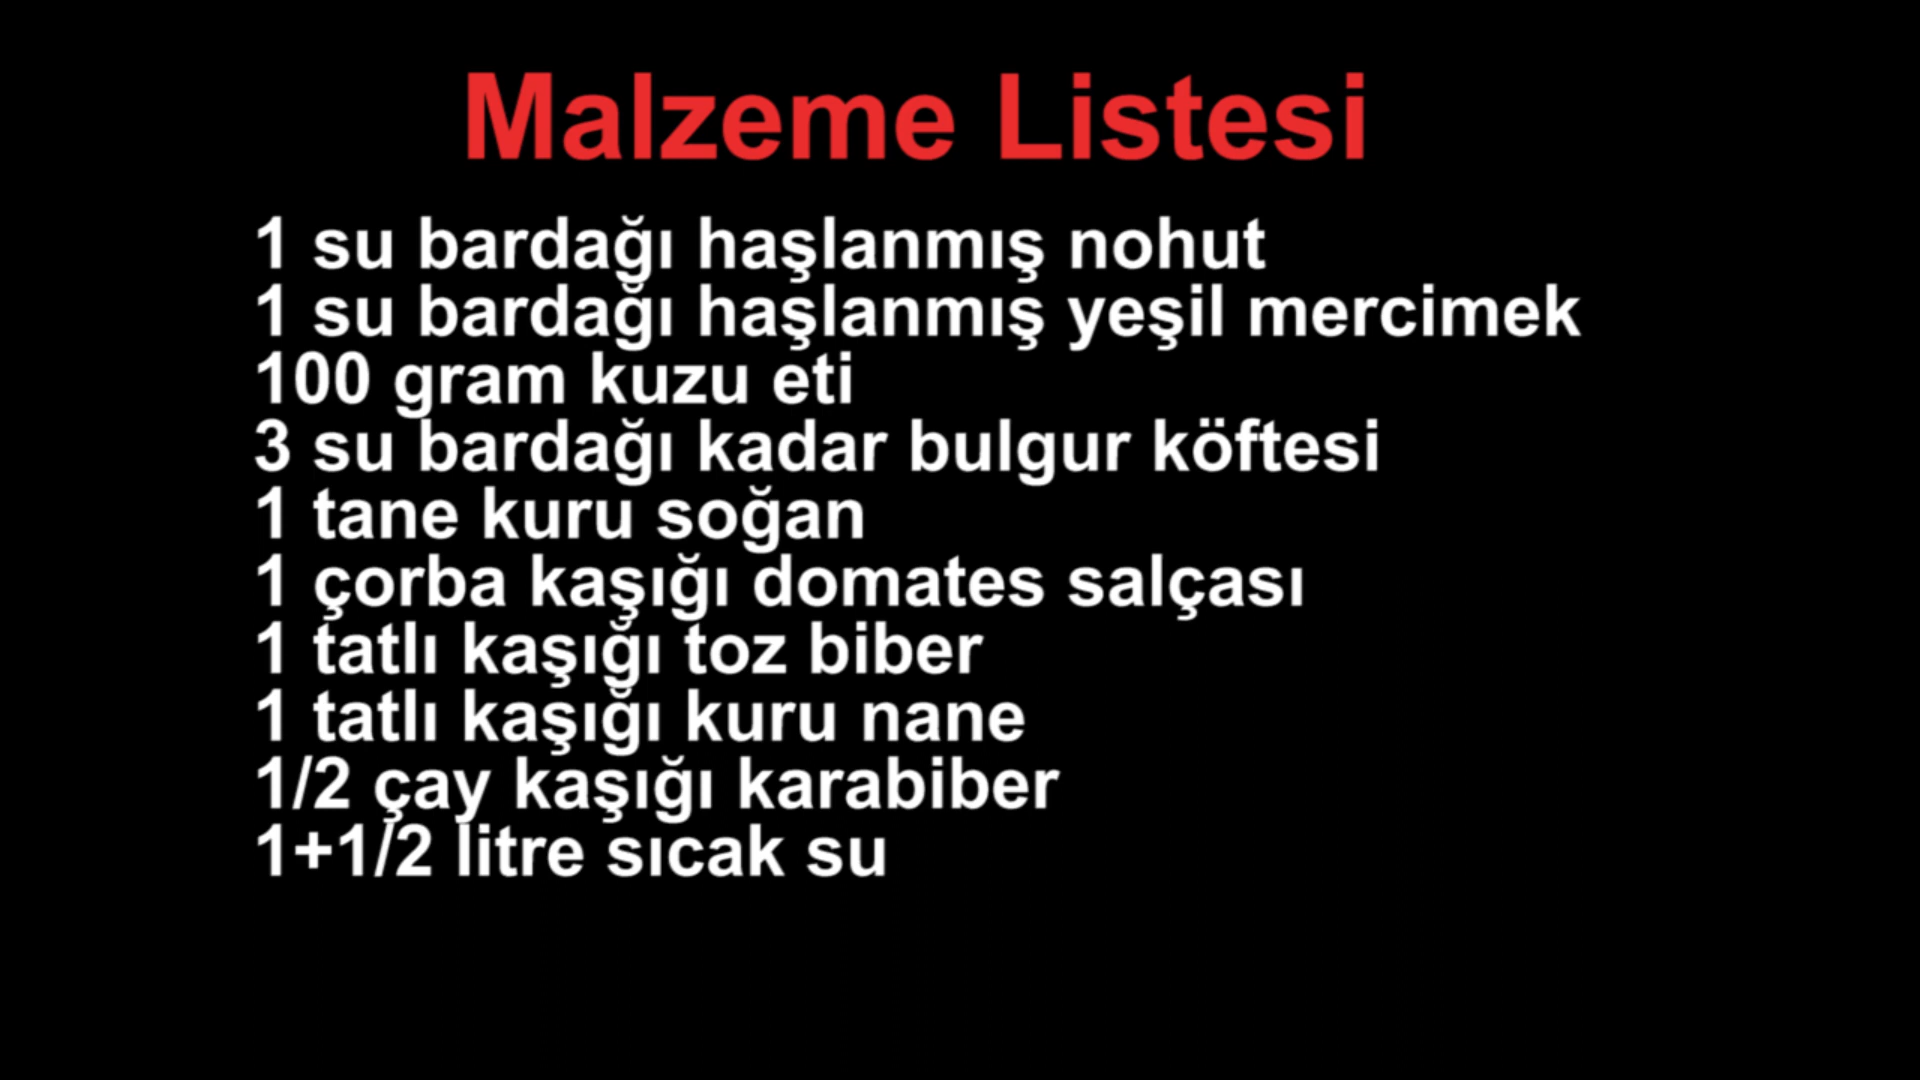 Malzeme Listesi
1 su bardağı haşlanmış nohut
1 su bardağı haşlanmış yeşil mercimek
100 gram kuzu eti
3 su bardağı kadar bulgur köftesi
1 tane kuru soğan
1 çorba kaşığı domates salçası
1 tatlı kaşığı toz biber
1 tatlı kaşığı kuru nane
1/2 çay kaşığı karabiber
1+1/2 litre sıcak su